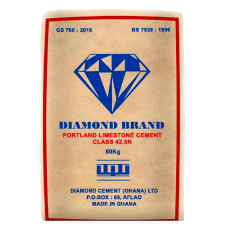 GS 760 : 2016
BS 7538 : 1996
DIAMOND BRAND
PORTLAND LIMESTONE CEMENT
CLASS 42.5N
50Kg
DIAMOND CEMENT (GHANA) LTD
P.O.BOX : 69, AFLAO
MADE IN GHANA